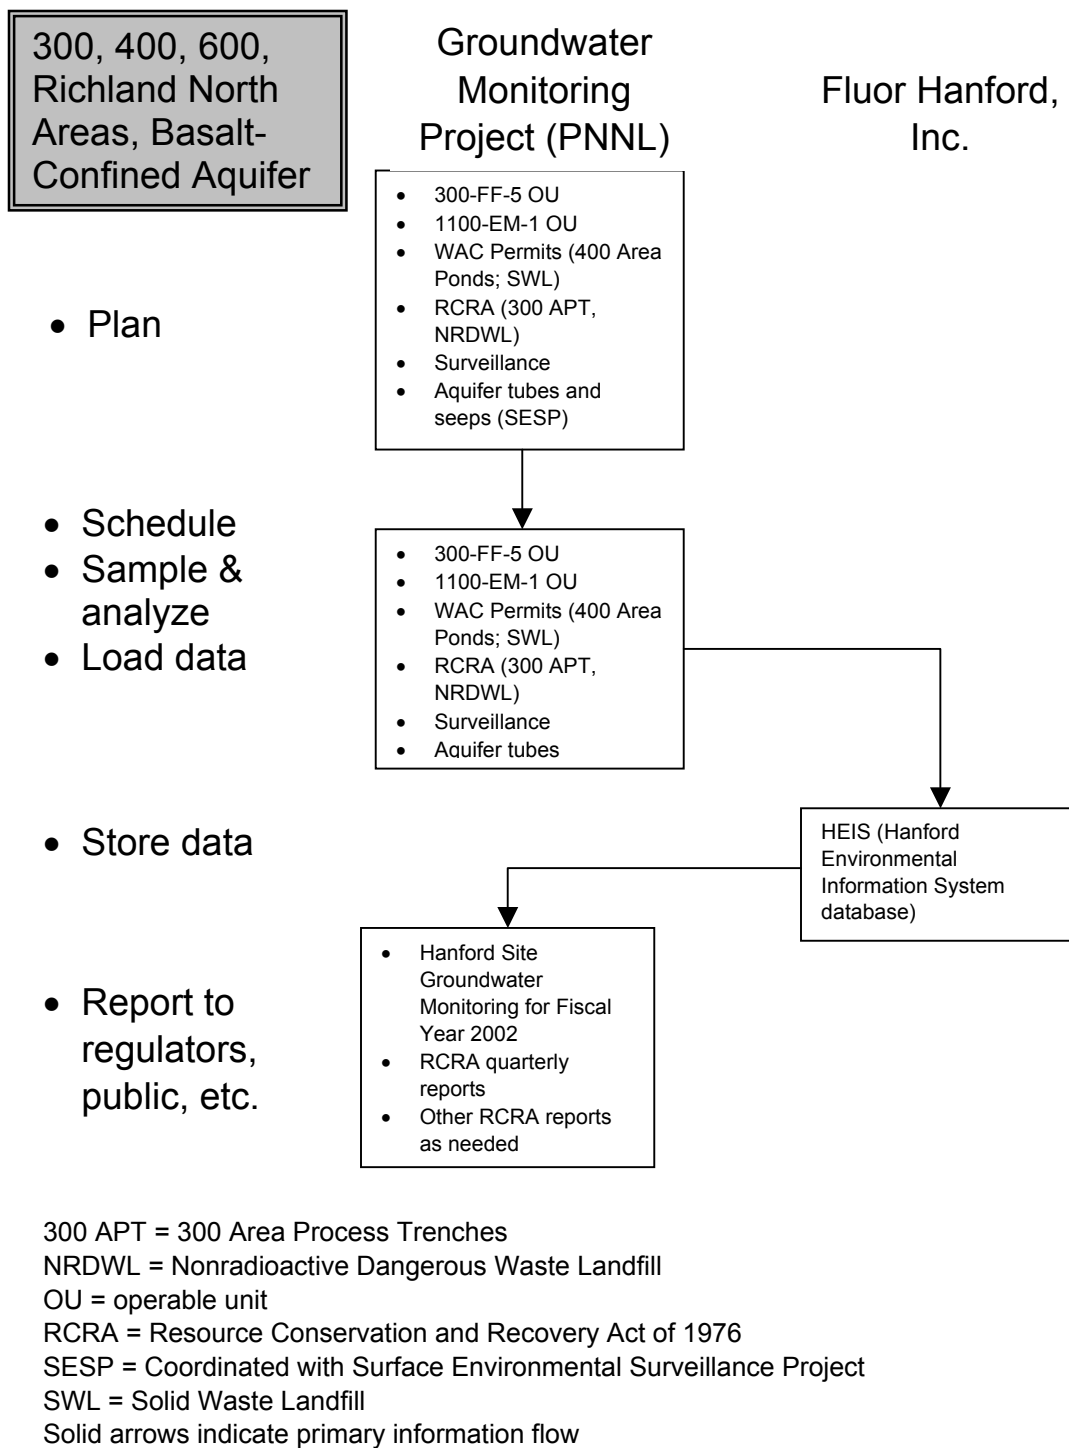 300, 400, 600,
Richland North
Areas, Basalt-
Confined Aquifer
Groundwater
Monitoring
Project (PNNL)
Fluor Hanford,
Inc.
• Plan
• 300-FF-5 OU
• 1100-EM-1 OU
• WAC Permits (400 Area
Ponds; SWL)
• RCRA (300 APT,
NRDWL)
• Surveillance
• Aquifer tubes and
seeps (SESP)
• Schedule
• Sample &
analyze
• Load data
• 300-FF-5 OU
• 1100-EM-1 OU
• WAC Permits (400 Area
Ponds; SWL)
• RCRA (300 APT,
NRDWL)
• Surveillance
• Aquifer tubes
• Store data
HEIS (Hanford
Environmental
Information System
database)
• Report to
regulators,
public, etc.
• Hanford Site
Groundwater
Monitoring for Fiscal
Year 2002
• RCRA quarterly
reports
• Other RCRA reports
as needed
300 APT = 300 Area Process Trenches
NRDWL = Nonradioactive Dangerous Waste Landfill
OU = operable unit
RCRA = Resource Conservation and Recovery Act of 1976
SESP = Coordinated with Surface Environmental Surveillance Project
SWL = Solid Waste Landfill
Solid arrows indicate primary information flow